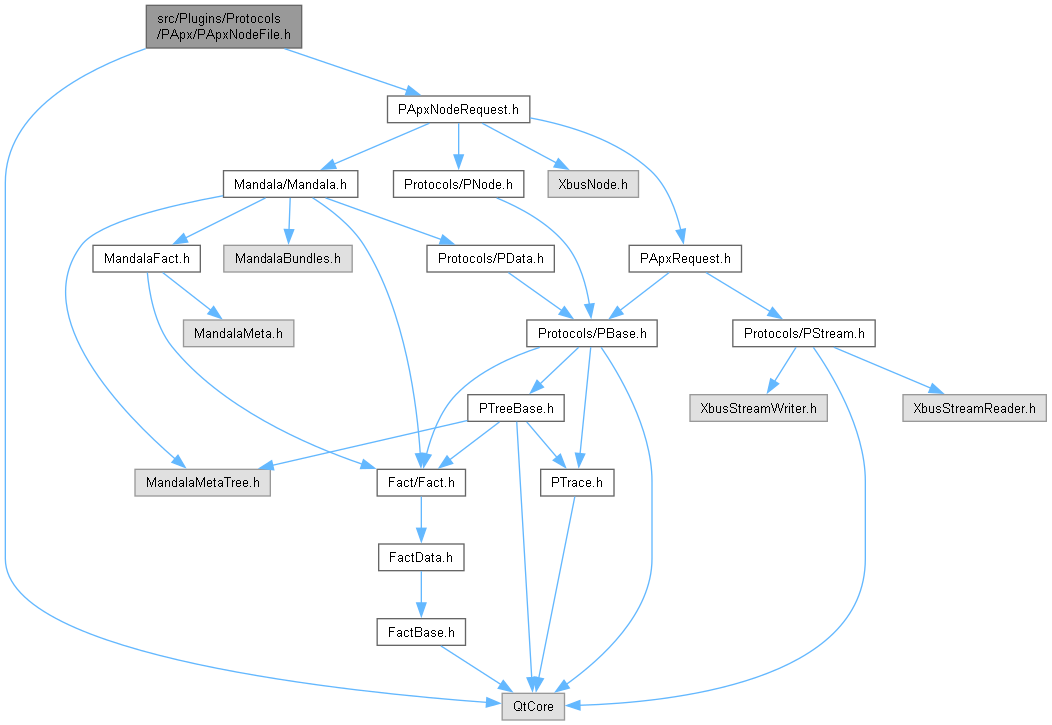 src/Plugins/Protocols
/PApx/PApxNodeFile.h
PApxNodeRequest.h
Mandala/Mandala.h
Protocols/PNode.h
XbusNode.h
MandalaFact.h
MandalaBundles.h
Protocols/PData.h
PApxRequest.h
MandalaMeta.h
Protocols/PBase.h
Protocols/PStream.h
PTreeBase.h
XbusStreamWriter.h
XbusStreamReader.h
MandalaMetaTree.h
Fact/Fact.h
PTrace.h
FactData.h
FactBase.h
QtCore